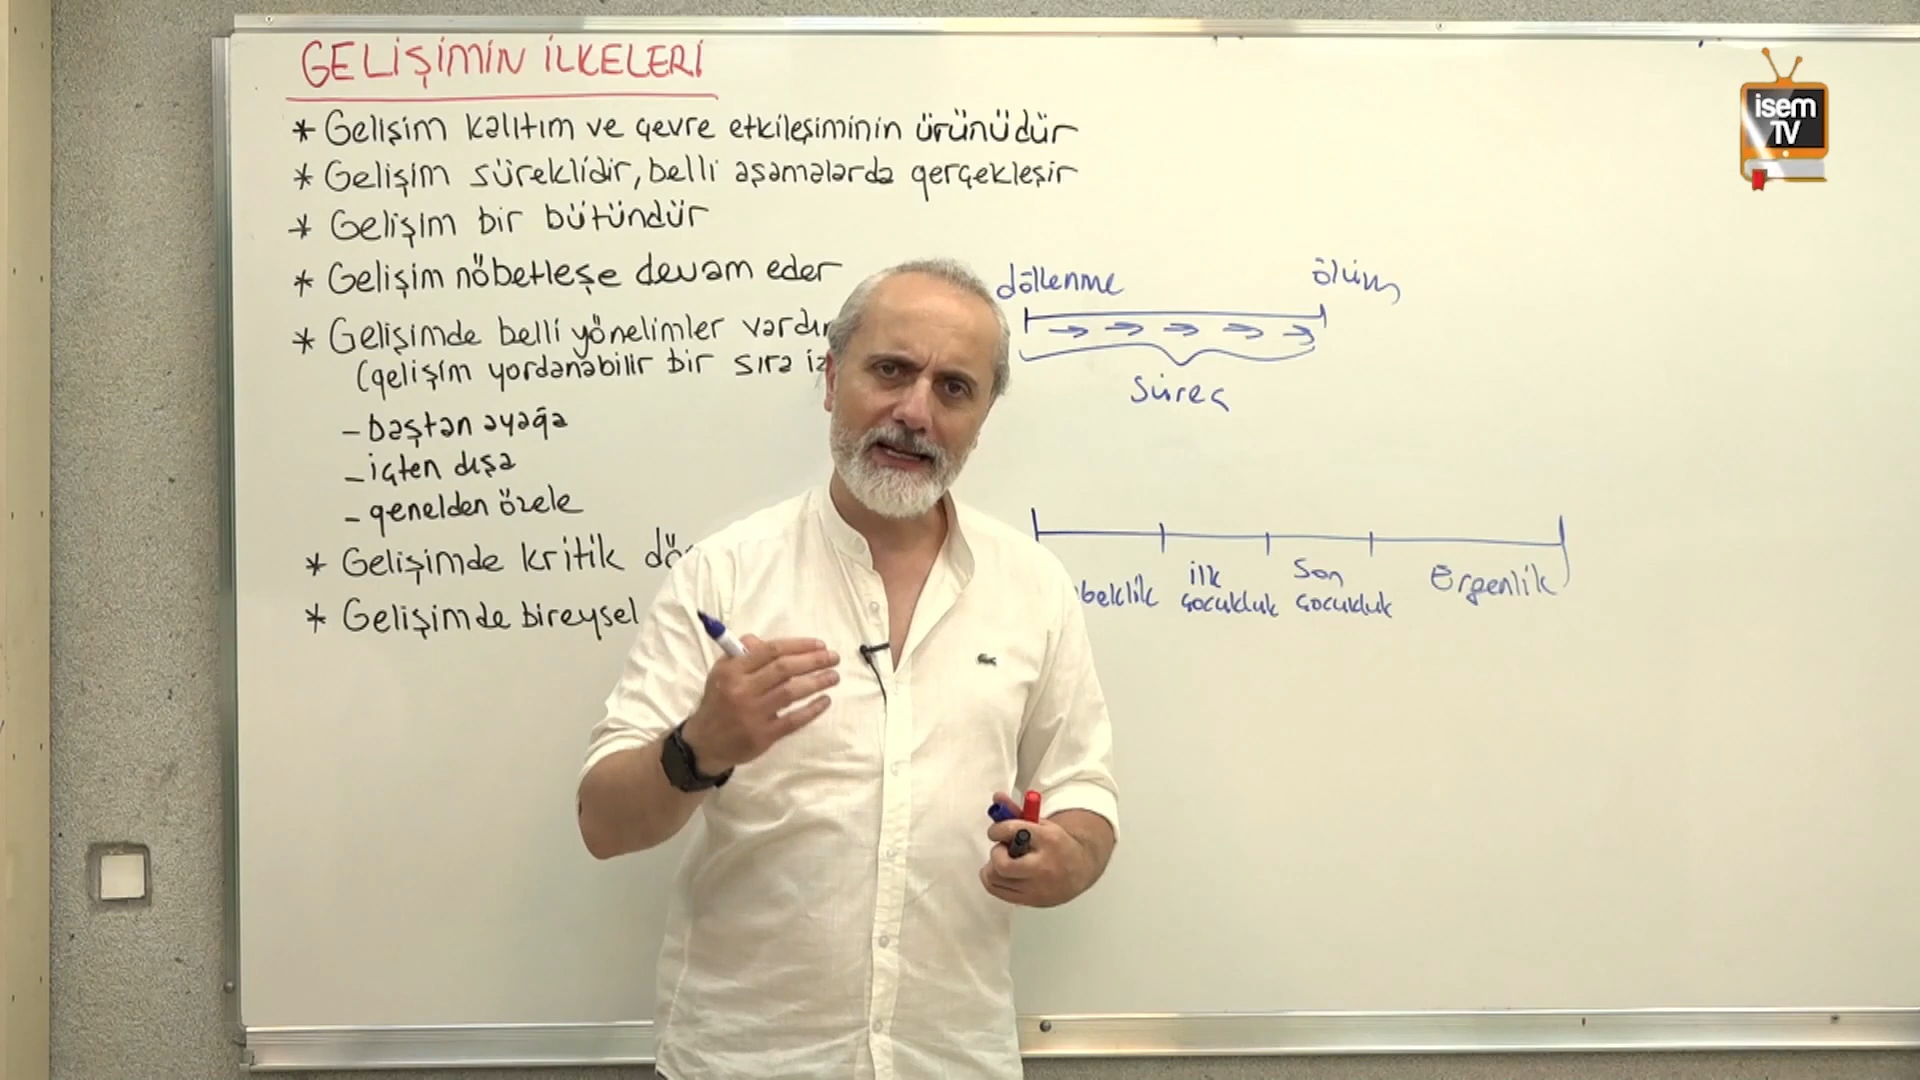 GELİŞİMİN İLKELERİ
* Gelişim kalıtım ve çevre etkileşiminin ürünüdür
* Gelişim süreklidir, belli aşamalarda gerçekleşir
* Gelişim bir bütündür
* Gelişim nöbetleşe devam eder
* Gelişimde belli yönelimler vardır
(gelişim yordanabilir bir sıra
- baştan ayağa
- içten dışa
- genelden özele
* Gelişimde kritik
* Gelişimde bireysel
döllenme ölüm
Süreç
bebeklik ilk çocukluk Son çocukluk Ergenlik
isem
TV